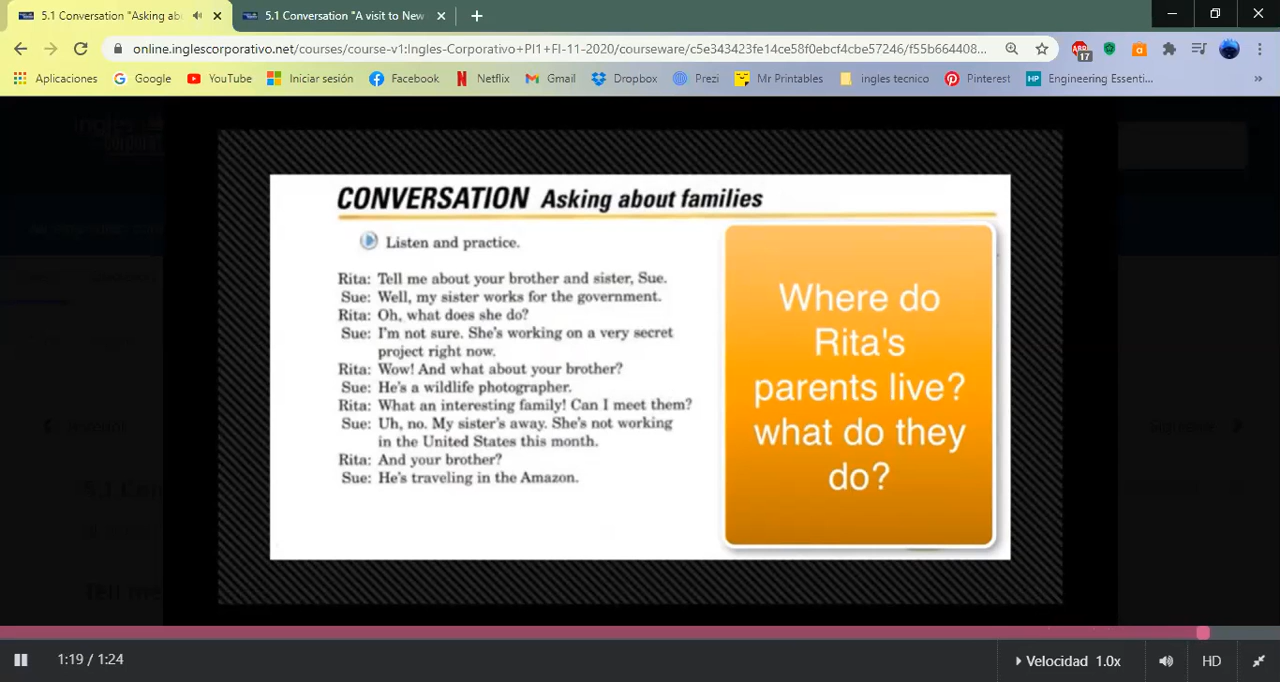 5.1 Conversation "Asking ab
5.1 Conversation "A visit to New
online.inglescorporativo.net/courses/course-v1:Ingles-Corporativo+PI1+FI-11-2020/courseware/c5e343423fe14ce58f0ebcf4cbe57246/f55b664408...
17
Aplicaciones
Google
YouTube
Iniciar sesión
Facebook
Netflix
Gmail
Dropbox
Prezi
Mr Printables
ingles tecnico
Pinterest
HP
Engineering Essenti...
»
CONVERSATION Asking about families
Listen and practice.
Rita: Tell me about your brother and sister, Sue.
Sue: Well, my sister works for the government.
Rita: Oh, what does she do?
Sue: I'm not sure. She's working on a very secret
project right now.
Rita: Wow! And what about your brother?
Sue: He's a wildlife photographer.
Rita: What an interesting family! Can I meet them?
Sue: Uh, no. My sister's away. She's not working
in the United States this month.
Rita: And your brother?
Sue: He's traveling in the Amazon.
Where do
Rita's
parents live?
what do they
do?
5.1 Con
Tell me
1:19 / 1:24
Velocidad 1.0x
HD